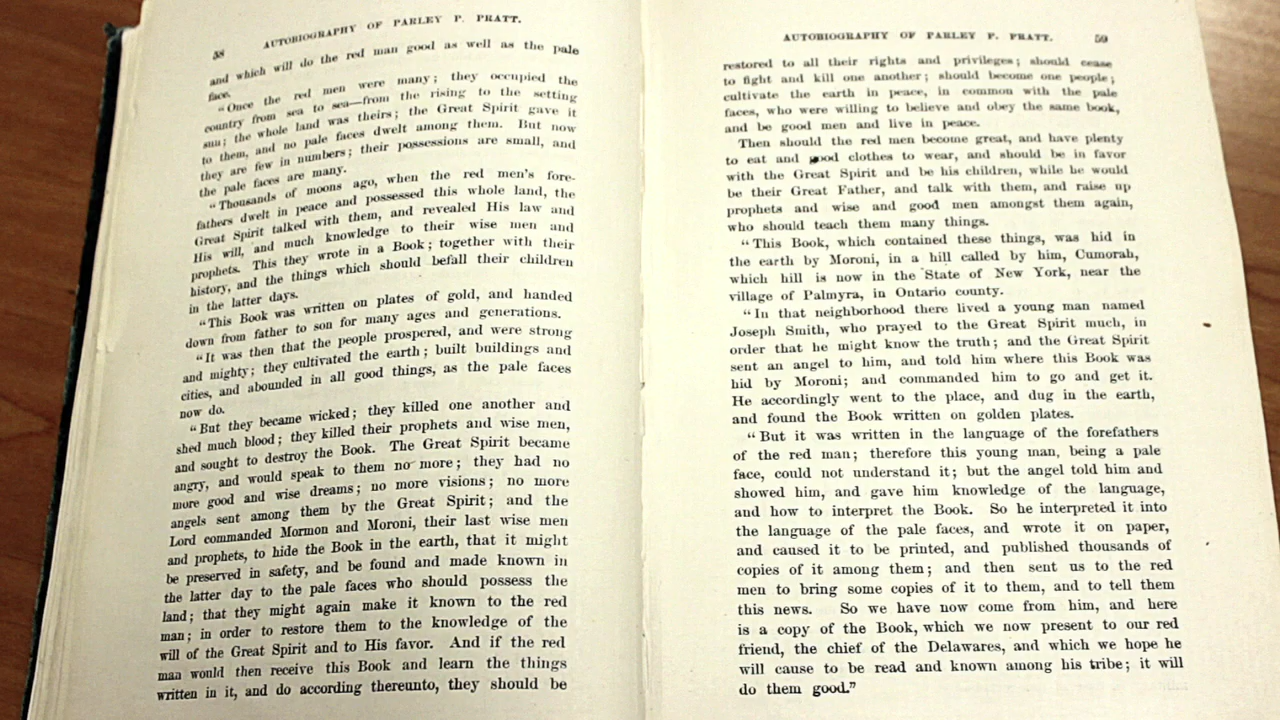 58 AUTOBIOGRAPHY OF PARLEY P. PRATT.
and which will do the red man good as well as the pale
face.
“Once the red men were many; they occupied the
country from sea to sea—from the rising to the setting
sun; the whole land was theirs; the Great Spirit gave it
to them, and no pale faces dwelt among them. But now
they are few in numbers; their possessions are small, and
the pale faces are many.
“Thousands of moons ago, when the red men's fore-
fathers dwelt in peace and possessed this whole land, the
Great Spirit talked with them, and revealed His law and
His will, and much knowledge to their wise men and
prophets. This they wrote in a Book; together with their
history, and the things which should befall their children
in the latter days.
“This Book was written on plates of gold, and handed
down from father to son for many ages and generations.
“It was then that the people prospered, and were strong
and mighty; they cultivated the earth; built buildings and
cities, and abounded in all good things, as the pale faces
now do.
“But they became wicked; they killed one another and
shed much blood; they killed their prophets and wise men,
and sought to destroy the Book. The Great Spirit became
angry, and would speak to them no more; they had no
more good and wise dreams; no more visions; no more
angels sent among them by the Great Spirit; and the
Lord commanded Mormon and Moroni, their last wise men
and prophets, to hide the Book in the earth, that it might
be preserved in safety, and be found and made known in
the latter day to the pale faces who should possess the
land; that they might again make it known to the red
man; in order to restore them to the knowledge of the
will of the Great Spirit and to His favor. And if the red
man would then receive this Book and learn the things
written in it, and do according thereunto, they should be
AUTOBIOGRAPHY OF PARLEY P. PRATT. 59
restored to all their rights and privileges; should cease
to fight and kill one another; should become one people;
cultivate the earth in peace, in common with the pale
faces, who were willing to believe and obey the same book,
and be good men and live in peace.
Then should the red men become great, and have plenty
to eat and good clothes to wear, and should be in favor
with the Great Spirit and be his children, while he would
be their Great Father, and talk with them, and raise up
prophets and wise and good men amongst them again,
who should teach them many things.
“This Book, which contained these things, was hid in
the earth by Moroni, in a hill called by him, Cumorah,
which hill is now in the State of New York, near the
village of Palmyra, in Ontario county.
“In that neighborhood there lived a young man named
Joseph Smith, who prayed to the Great Spirit much, in
order that he might know the truth; and the Great Spirit
sent an angel to him, and told him where this Book was
hid by Moroni; and commanded him to go and get it.
He accordingly went to the place, and dug in the earth,
and found the Book written on golden plates.
“But it was written in the language of the forefathers
of the red man; therefore this young man, being a pale
face, could not understand it; but the angel told him and
showed him, and gave him knowledge of the language,
and how to interpret the Book. So he interpreted it into
the language of the pale faces, and wrote it on paper,
and caused it to be printed, and published thousands of
copies of it among them; and then sent us to the red
men to bring some copies of it to them, and to tell them
this news. So we have now come from him, and here
is a copy of the Book, which we now present to our red
friend, the chief of the Delawares, and which we hope he
will cause to be read and known among his tribe; it will
do them good.”